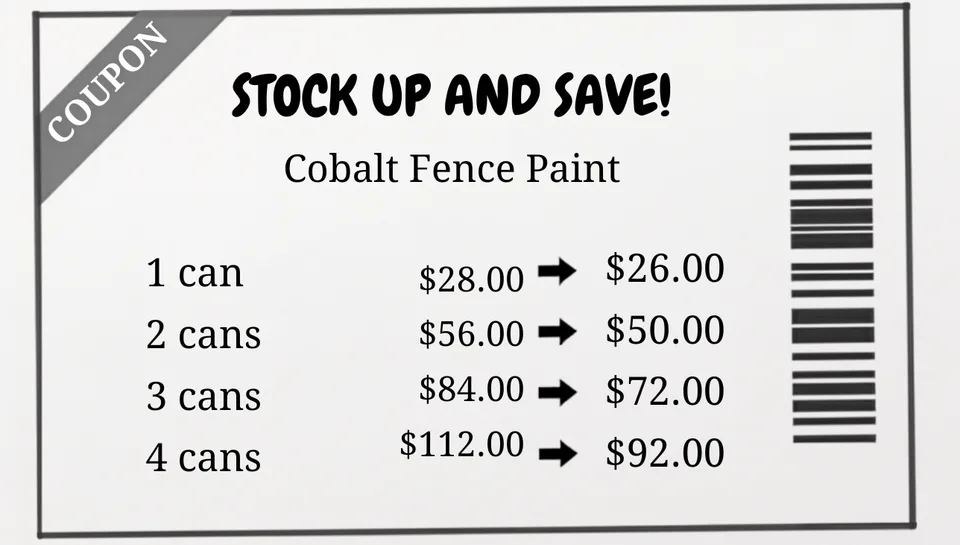 COUPON
STOCK UP AND SAVE!
Cobalt Fence Paint
1 can $28.00 → $26.00
2 cans $56.00 → $50.00
3 cans $84.00 → $72.00
4 cans $112.00 → $92.00